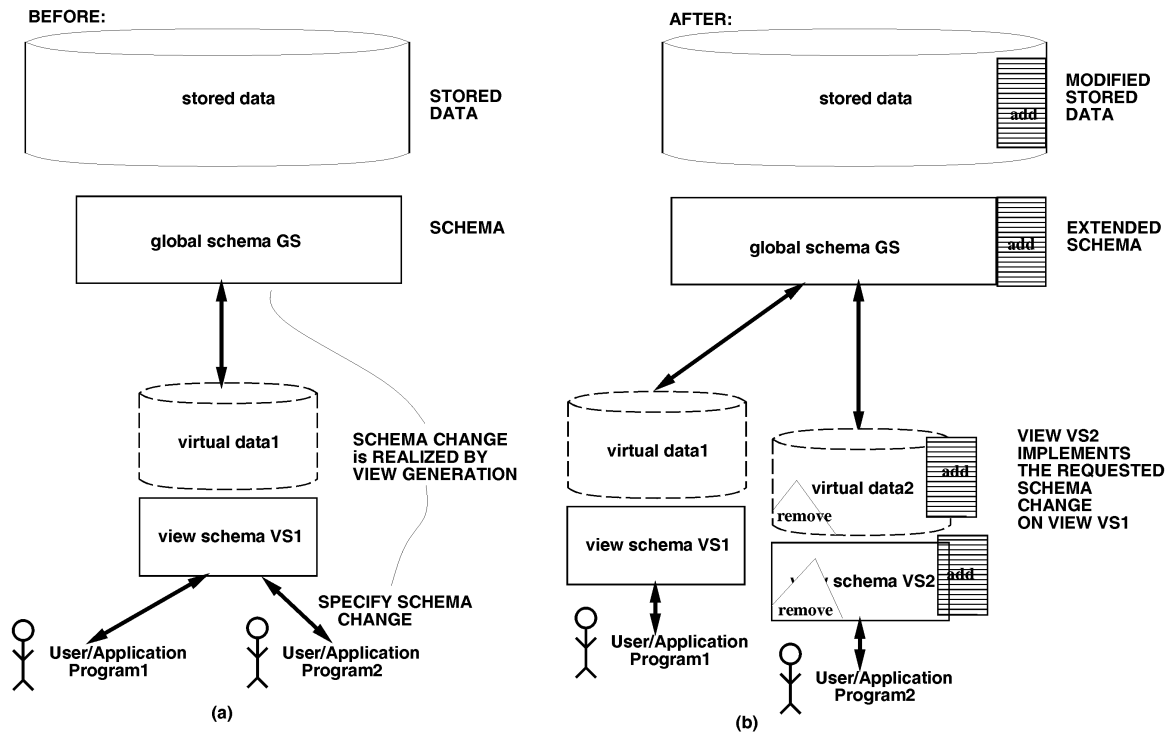 BEFORE:
stored data
STORED
DATA
global schema GS
SCHEMA
virtual data1
SCHEMA CHANGE
is REALIZED BY
VIEW GENERATION
view schema VS1
SPECIFY SCHEMA
CHANGE
User/Application
Program1
User/Application
Program2
(a)
AFTER:
stored data
add
MODIFIED
STORED
DATA
global schema GS
add
EXTENDED
SCHEMA
virtual data1
virtual data2
add
remove
VIEW VS2
IMPLEMENTS
THE REQUESTED
SCHEMA
CHANGE
ON VIEW VS1
view schema VS1
schema VS2
add
remove
User/Application
Program1
User/Application
Program2
(b)